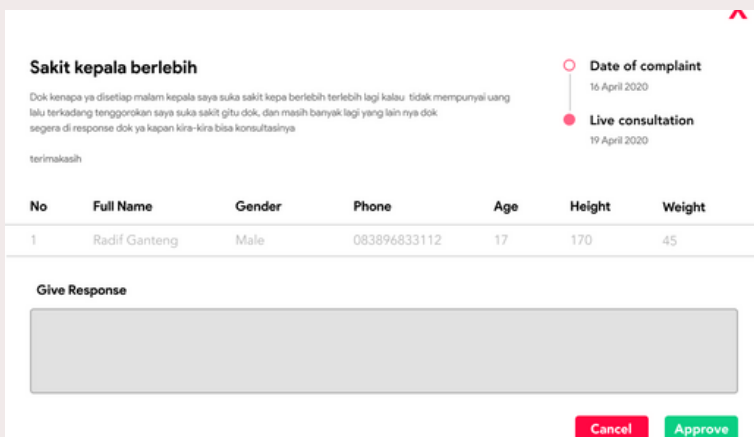 Sakit kepala berlebih
Dok kenapa ya disetiap malam kepala saya suka sakit kepa berlebih terlebih lagi kalau tidak mempunyai uang
lalu terkadang tenggorokan saya suka sakit gitu dok, dan masih banyak lagi yang lain nya dok
segera di response dok ya kapan kira-kira bisa konsultasinya
terimakasih
Date of complaint
16 April 2020
Live consultation
19 April 2020
No Full Name Gender Phone Age Height Weight
1 Radif Ganteng Male 083896833112 17 170 45
Give Response
Cancel Approve